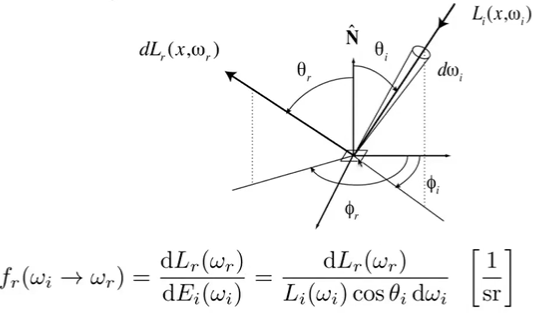 L_i(x,ω_i)
N̂
dL_r(x,ω_r)
θ_r
θ_i
dω_i
ϕ_i
ϕ_r
f_r(ω_i → ω_r) = dL_r(ω_r) / dE_i(ω_i) = dL_r(ω_r) / L_i(ω_i) cos θ_i dω_i [1/sr]